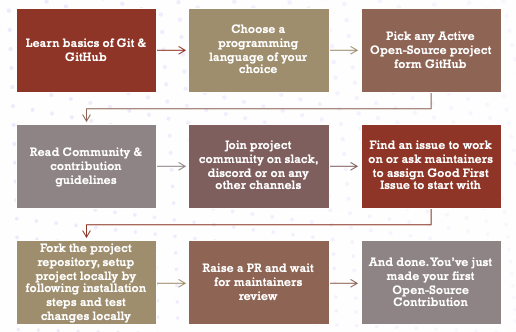 Learn basics of Git &
GitHub
Choose a
programming
language of your
choice
Pick any Active
Open-Source project
form GitHub
Read Community &
contribution
guidelines
Join project
community on slack,
discord or on any
other channels
Find an issue to work
on or ask maintainers
to assign Good First
Issue to start with
Fork the project
repository, setup
project locally by
following installation
steps and test
changes locally
Raise a PR and wait
for maintainers
review
And done. You've just
made your first
Open-Source
Contribution